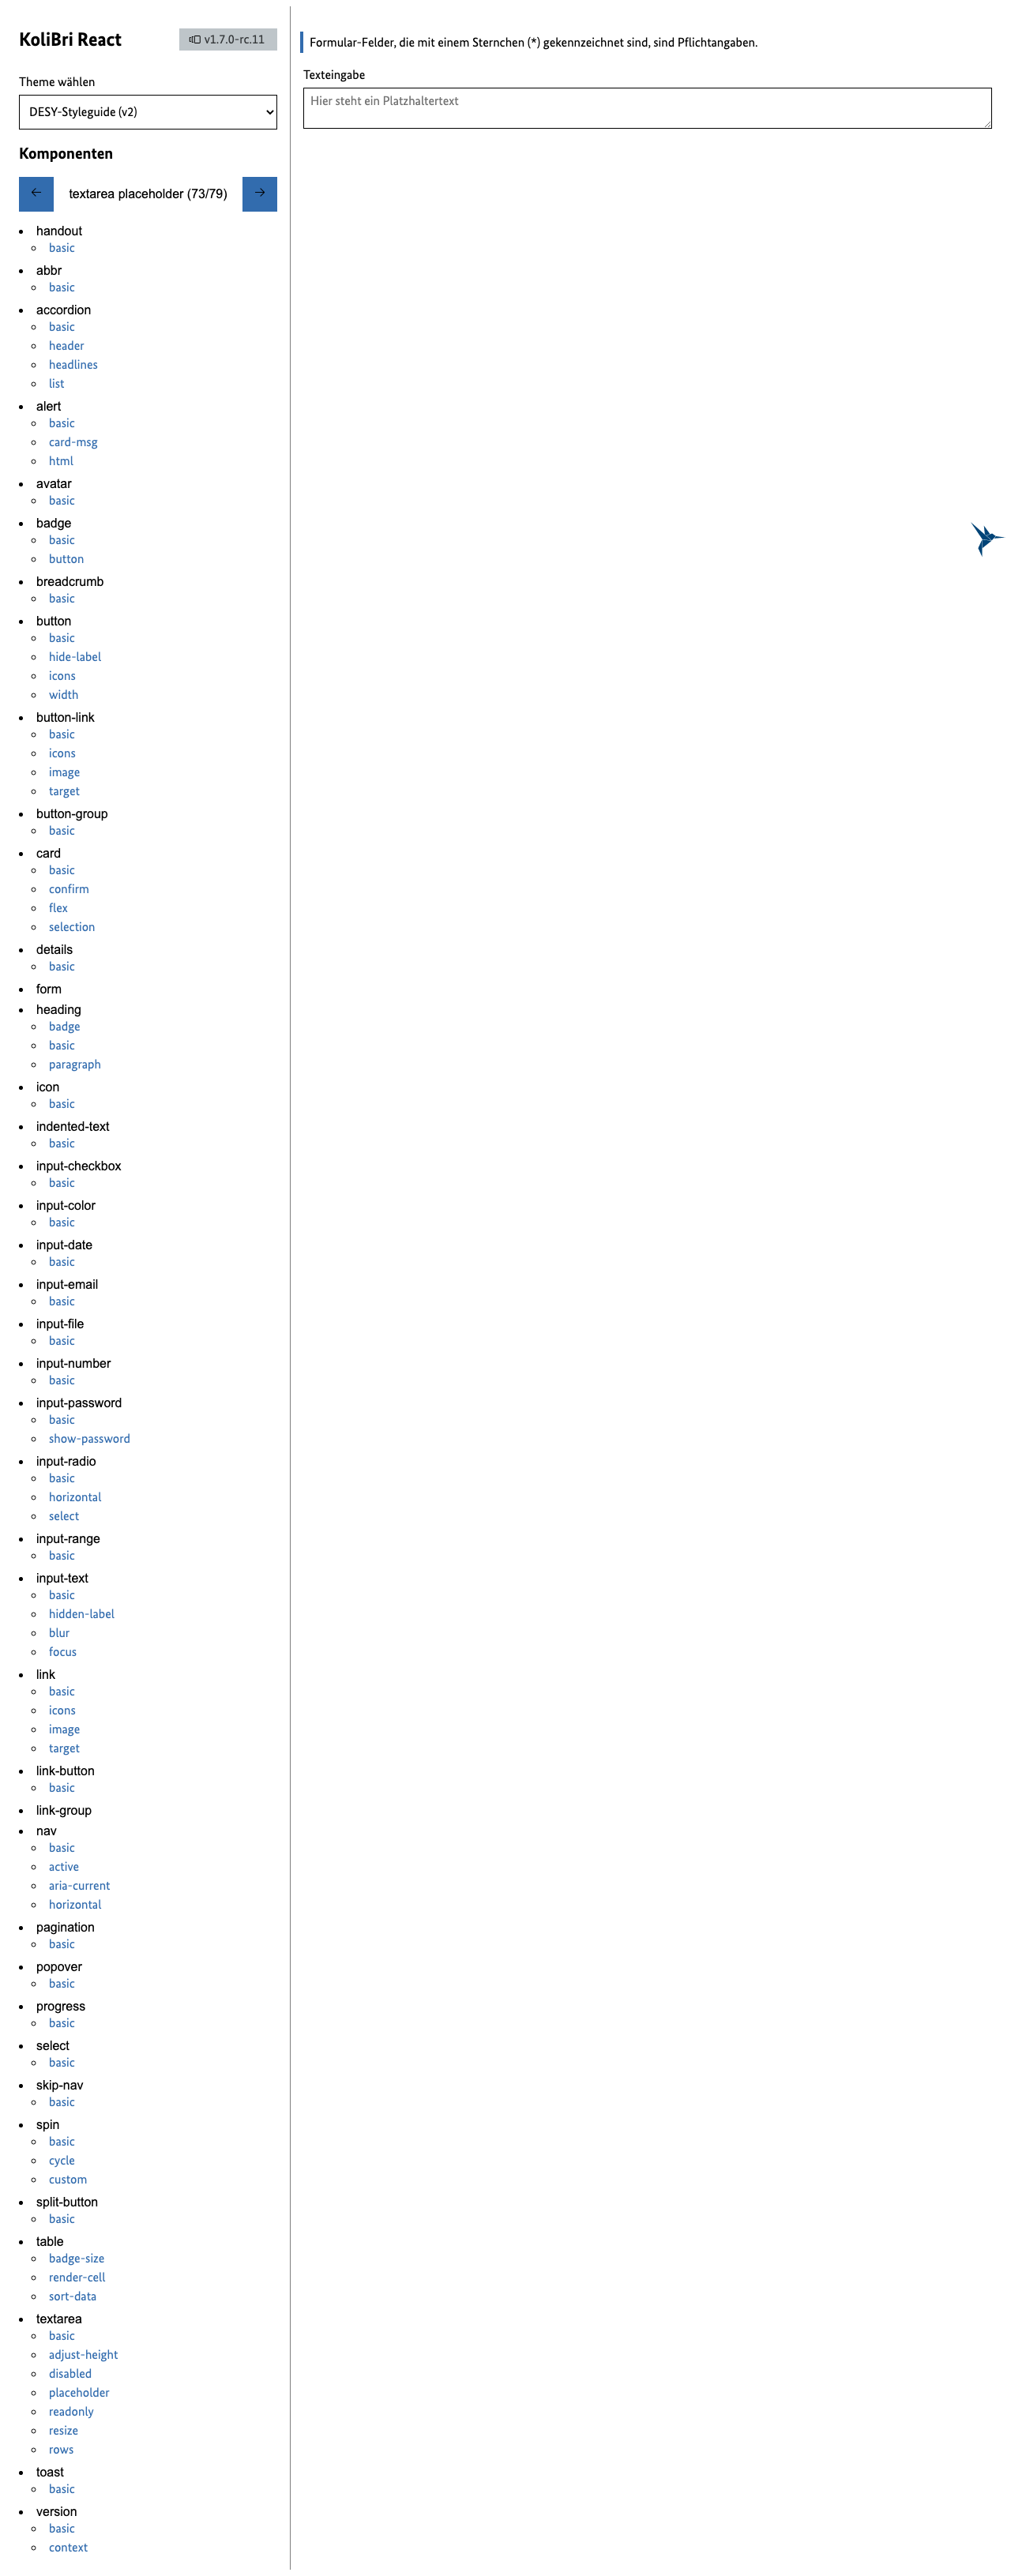 KoliBri React
v1.7.0-rc.11
Theme wählen
DESY-Styleguide (v2)
Komponenten
← textarea placeholder (73/79) →
handout
basic
abbr
basic
accordion
basic
header
headlines
list
alert
basic
card-msg
html
avatar
basic
badge
basic
button
breadcrumb
basic
button
basic
hide-label
icons
width
button-link
basic
icons
image
target
button-group
basic
card
basic
confirm
flex
selection
details
basic
form
heading
badge
basic
paragraph
icon
basic
indented-text
basic
input-checkbox
basic
input-color
basic
input-date
basic
input-email
basic
input-file
basic
input-number
basic
input-password
basic
show-password
input-radio
basic
horizontal
select
input-range
basic
input-text
basic
hidden-label
blur
focus
link
basic
icons
image
target
link-button
basic
link-group
nav
basic
active
aria-current
horizontal
pagination
basic
popover
basic
progress
basic
select
basic
skip-nav
basic
spin
basic
cycle
custom
split-button
basic
table
badge-size
render-cell
sort-data
textarea
basic
adjust-height
disabled
placeholder
readonly
resize
rows
toast
basic
version
basic
context
Formular-Felder, die mit einem Sternchen (*) gekennzeichnet sind, sind Pflichtangaben.
Texteingabe
Hier steht ein Platzhaltertext